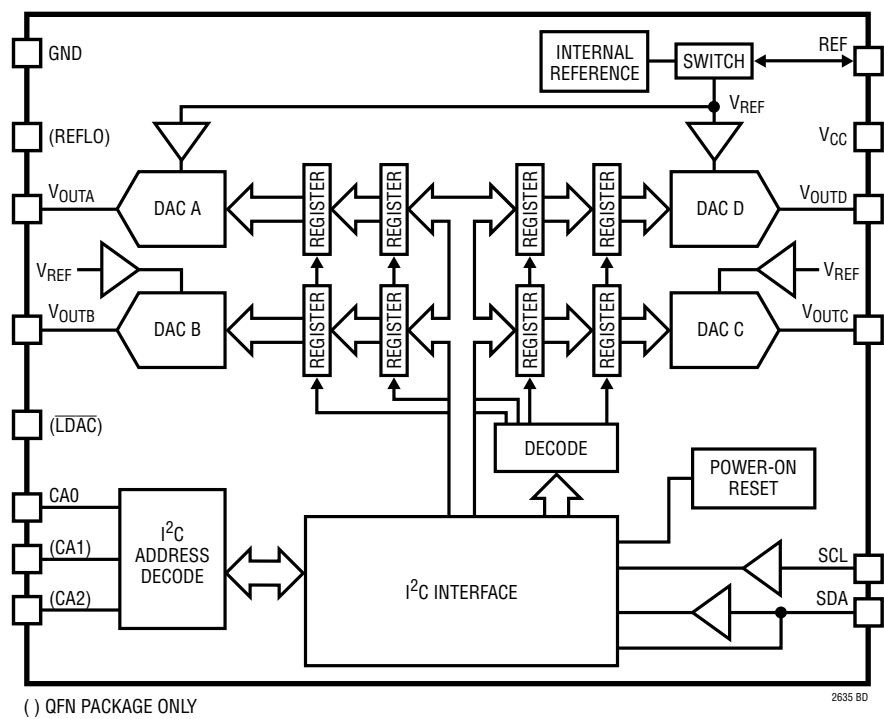 GND
INTERNAL
REFERENCE
SWITCH
REF
(REFLO)
VREF
VCC
VOUTA
DAC A
REGISTER
REGISTER
REGISTER
REGISTER
DAC D
VOUTD
VREF
VREF
VOUTB
DAC B
REGISTER
REGISTER
REGISTER
REGISTER
DAC C
VOUTC
(L̅D̅A̅C̅)
DECODE
POWER-ON
RESET
CA0
(CA1)
(CA2)
I²C
ADDRESS
DECODE
I²C INTERFACE
SCL
SDA
2635 BD
( ) QFN PACKAGE ONLY